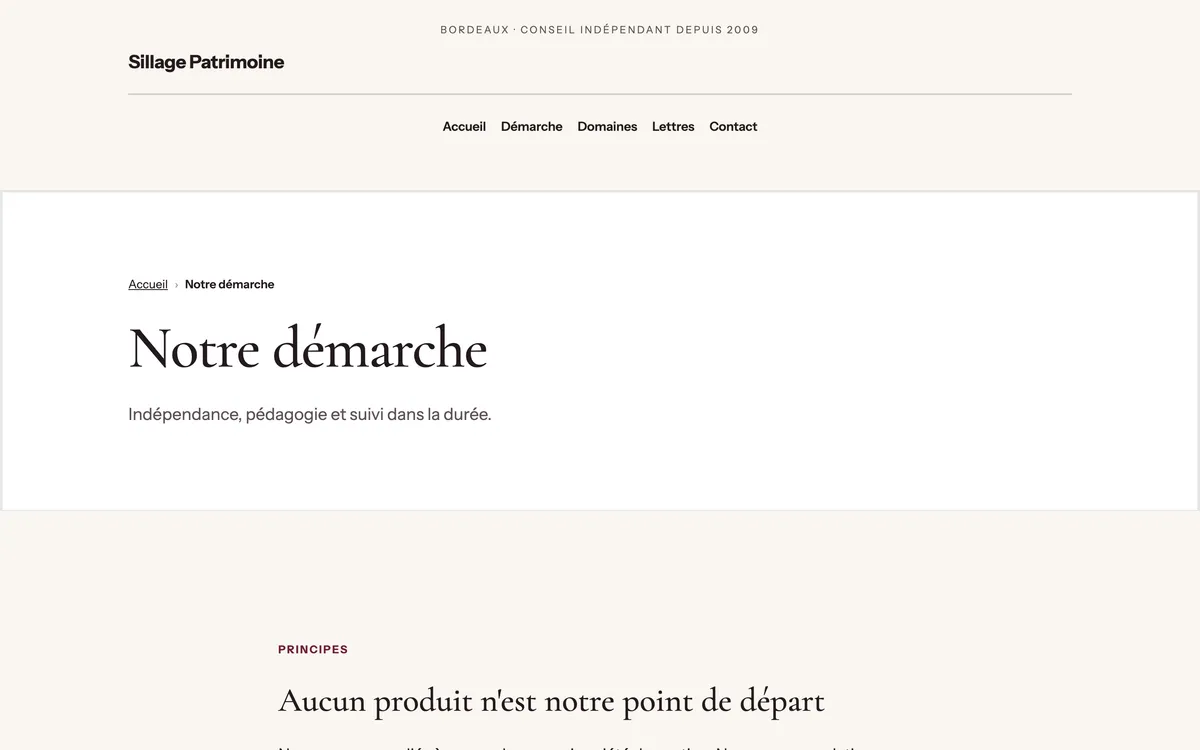 BORDEAUX · CONSEIL INDÉPENDANT DEPUIS 2009
Sillage Patrimoine
Accueil Démarche Domaines Lettres Contact
Accueil › Notre démarche
Notre démarche
Indépendance, pédagogie et suivi dans la durée.
PRINCIPES
Aucun produit n'est notre point de départ